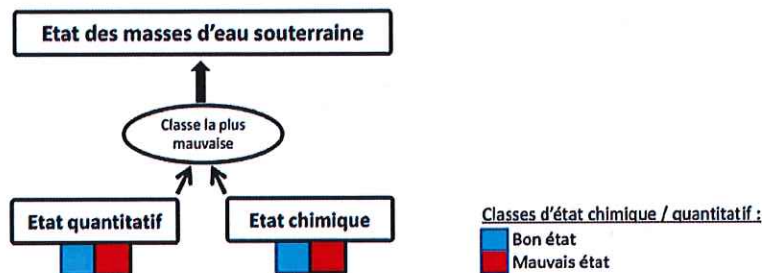 Etat des masses d'eau souterraine
Classe la plus
mauvaise
Etat quantitatif
Etat chimique
Classes d'état chimique / quantitatif :
Bon état
Mauvais état